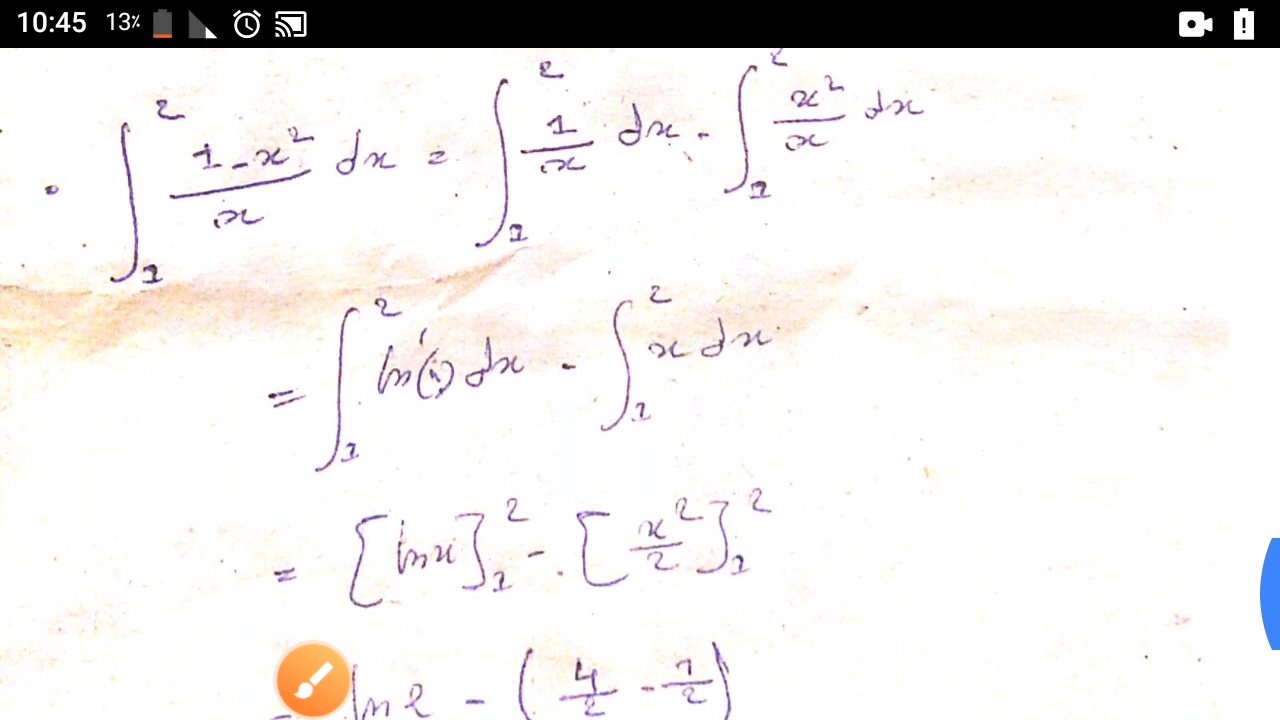 10:45 13%
∫₁² (1-x²)/x dx = ∫₁² 1/x dx - ∫₁² x²/x dx
= ∫₁² ln'(x) dx - ∫₁² x dx
= [ln x]₁² - [x²/2]₁²
= ln 2 - (4/2 - 1/2)